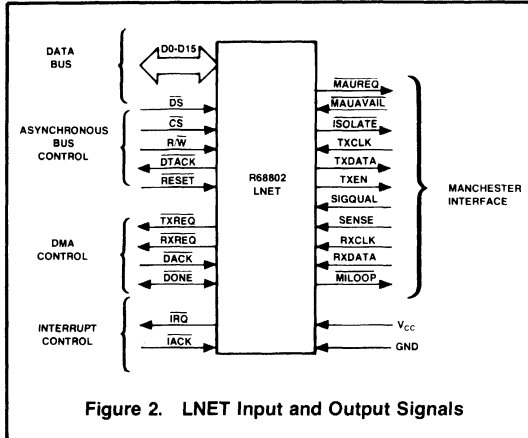 DATA
BUS
D0-D15
ASYNCHRONOUS
BUS
CONTROL
DS
CS
R/W
DTACK
RESET
DMA
CONTROL
TXREQ
RXREQ
DACK
DONE
INTERRUPT
CONTROL
IRQ
IACK
R68802
LNET
MAUREQ
MAUAVAIL
ISOLATE
TXCLK
TXDATA
TXEN
SIGQUAL
SENSE
RXCLK
RXDATA
MILOOP
VCC
GND
MANCHESTER
INTERFACE
Figure 2. LNET Input and Output Signals